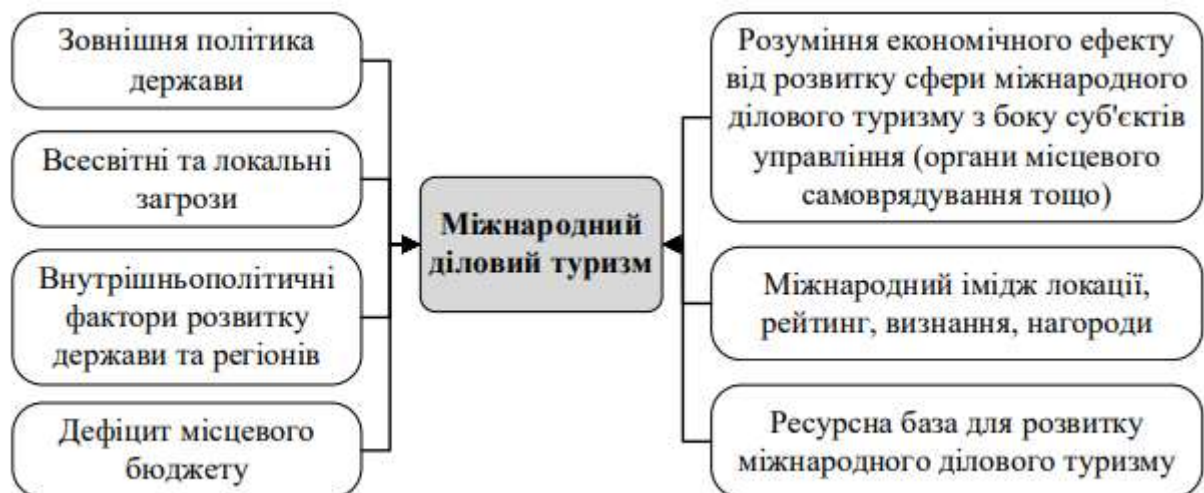 Зовнішня політика
держави
Всесвітні та локальні
загрози
Внутрішньополітичні
фактори розвитку
держави та регіонів
Дефіцит місцевого
бюджету
Міжнародний
діловий туризм
Розуміння економічного ефекту
від розвитку сфери міжнародного
ділового туризму з боку суб'єктів
управління (органи місцевого
самоврядування тощо)
Міжнародний імідж локації,
рейтинг, визнання, нагороди
Ресурсна база для розвитку
міжнародного ділового туризму